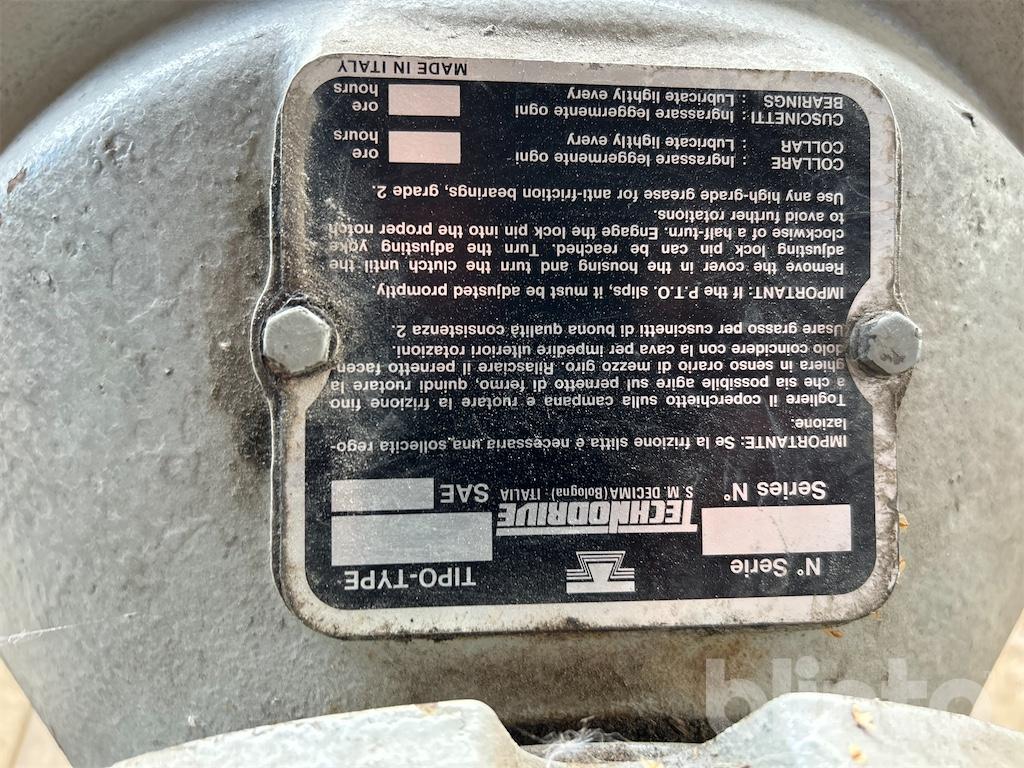 N° Serie
TIPO-TYPE
TECHNODRIVE
S. M. DECIMA (Bologna) ITALIA
Series N°
SAE
IMPORTANTE: Se la frizione slitta è necessaria una sollecita rego-
lazione.
Togliere il coperchietto sulla campana e ruotare la frizione fino
a che sia possibile agire sul pernetto di fermo, quindi ruotare la
ghiera in senso orario di mezzo giro. Rilasciare il pernetto facen-
dolo coincidere con la cava per impedire ulteriori rotazioni.
Usare grasso per cuscinetti di buona qualità consistenza 2.
IMPORTANT: If the P.T.O. slips, it must be adjusted promptly.
Remove the cover in the housing and turn the clutch until the
adjusting lock pin can be reached. Turn the adjusting yoke
clockwise of a half-turn. Engage the lock pin into the proper notch
to avoid further rotations.
Use any high-grade grease for anti-friction bearings, grade 2.
COLLARE : Ingrassare leggermente ogni ore
COLLAR : Lubricate lightly every hours
CUSCINETTI : Ingrassare leggermente ogni ore
BEARINGS : Lubricate lightly every hours
MADE IN ITALY
blinto